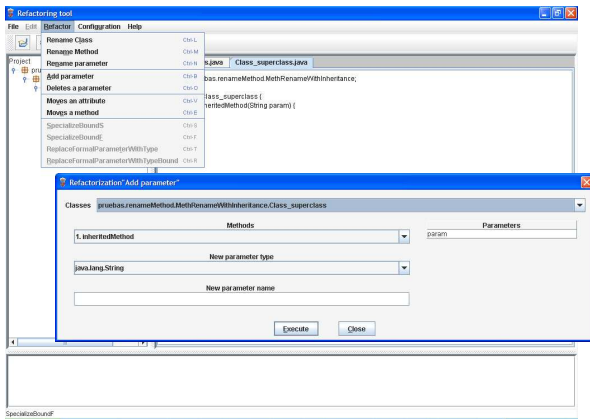 Refactoring tool
File Edit Refactor Configuration Help
Rename Class Ctrl-L
Rename Method Ctrl-M
Rename parameter Ctrl-N
Add parameter Ctrl-B
Deletes a parameter Ctrl-O
Moves an attribute Ctrl-V
Moves a method Ctrl-E
SpecializeBoundS Ctrl-S
SpecializeBoundF Ctrl-F
ReplaceFormalParameterWithType Ctrl-T
ReplaceFormalParameterWithTypeBound Ctrl-R
Project
pru
s.java Class_superclass.java
bas.renameMethod.MethRenameWithInheritance;
lass_superclass {
heritedMethod(String param) {
Refactorization"Add parameter"
Classes pruebas.renameMethod.MethRenameWithInheritance.Class_superclass
Methods Parameters
1. inheritedMethod param
New parameter type
java.lang.String
New parameter name
Execute Close
SpecializeBoundF